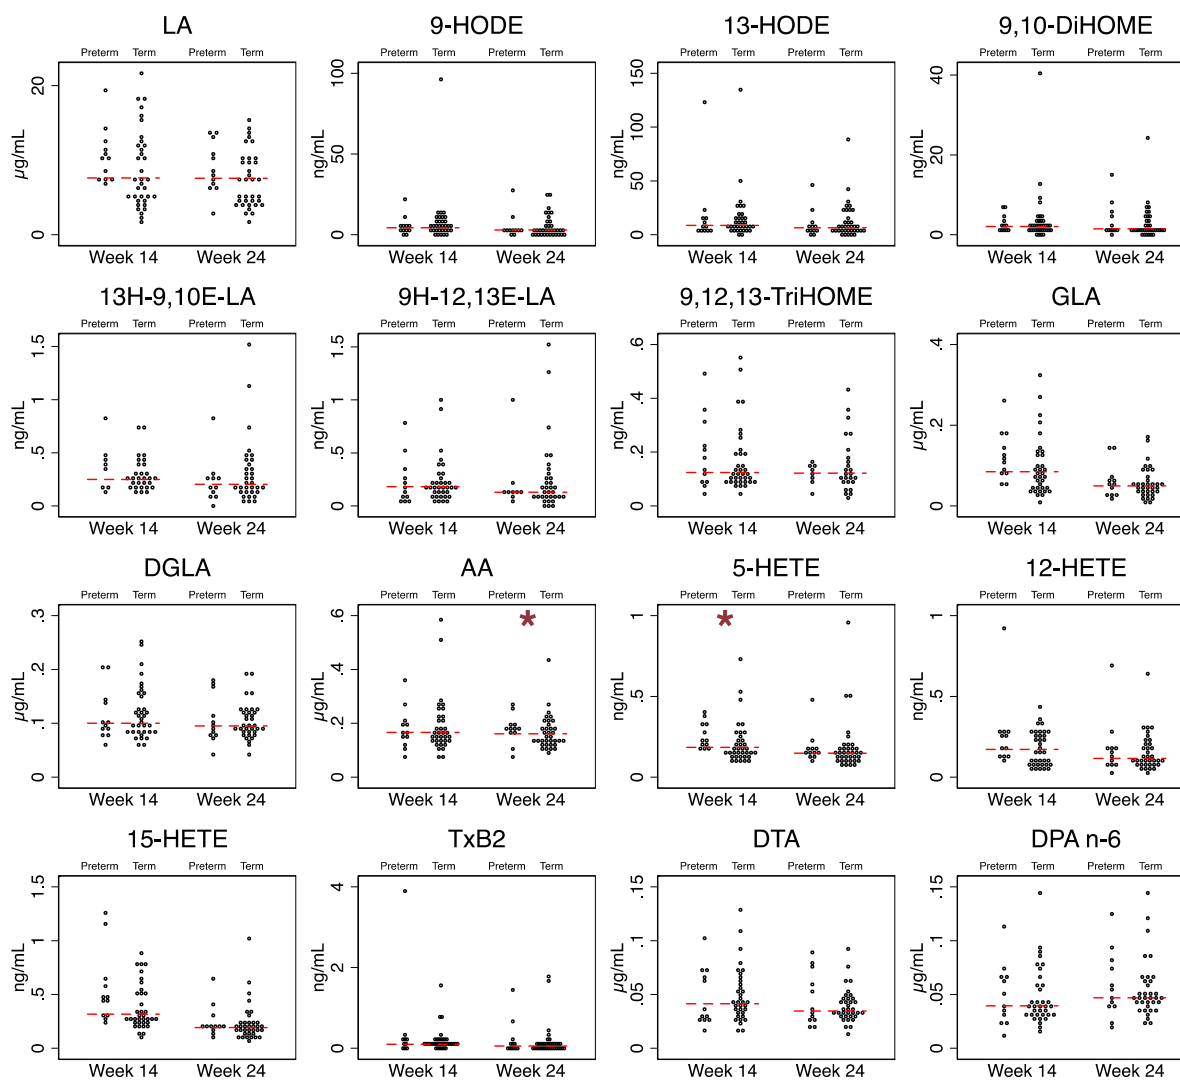 LA
Preterm Term Preterm Term
µg/mL
20
0
Week 14 Week 24
9-HODE
Preterm Term Preterm Term
ng/mL
100
50
0
Week 14 Week 24
13-HODE
Preterm Term Preterm Term
ng/mL
150
100
50
0
Week 14 Week 24
9,10-DiHOME
Preterm Term Preterm Term
ng/mL
40
20
0
Week 14 Week 24
13H-9,10E-LA
Preterm Term Preterm Term
ng/mL
1.5
1
.5
0
Week 14 Week 24
9H-12,13E-LA
Preterm Term Preterm Term
ng/mL
1.5
1
.5
0
Week 14 Week 24
9,12,13-TriHOME
Preterm Term Preterm Term
ng/mL
.6
.4
.2
0
Week 14 Week 24
GLA
Preterm Term Preterm Term
µg/mL
.4
.2
0
Week 14 Week 24
DGLA
Preterm Term Preterm Term
µg/mL
.3
.2
.1
0
Week 14 Week 24
AA
Preterm Term Preterm Term
*
µg/mL
.6
.4
.2
0
Week 14 Week 24
5-HETE
Preterm Term Preterm Term
*
ng/mL
1
.5
0
Week 14 Week 24
12-HETE
Preterm Term Preterm Term
ng/mL
1
.5
0
Week 14 Week 24
15-HETE
Preterm Term Preterm Term
ng/mL
1.5
1
.5
0
Week 14 Week 24
TxB2
Preterm Term Preterm Term
ng/mL
4
2
0
Week 14 Week 24
DTA
Preterm Term Preterm Term
µg/mL
.15
.1
.05
0
Week 14 Week 24
DPA n-6
Preterm Term Preterm Term
µg/mL
.15
.1
.05
0
Week 14 Week 24